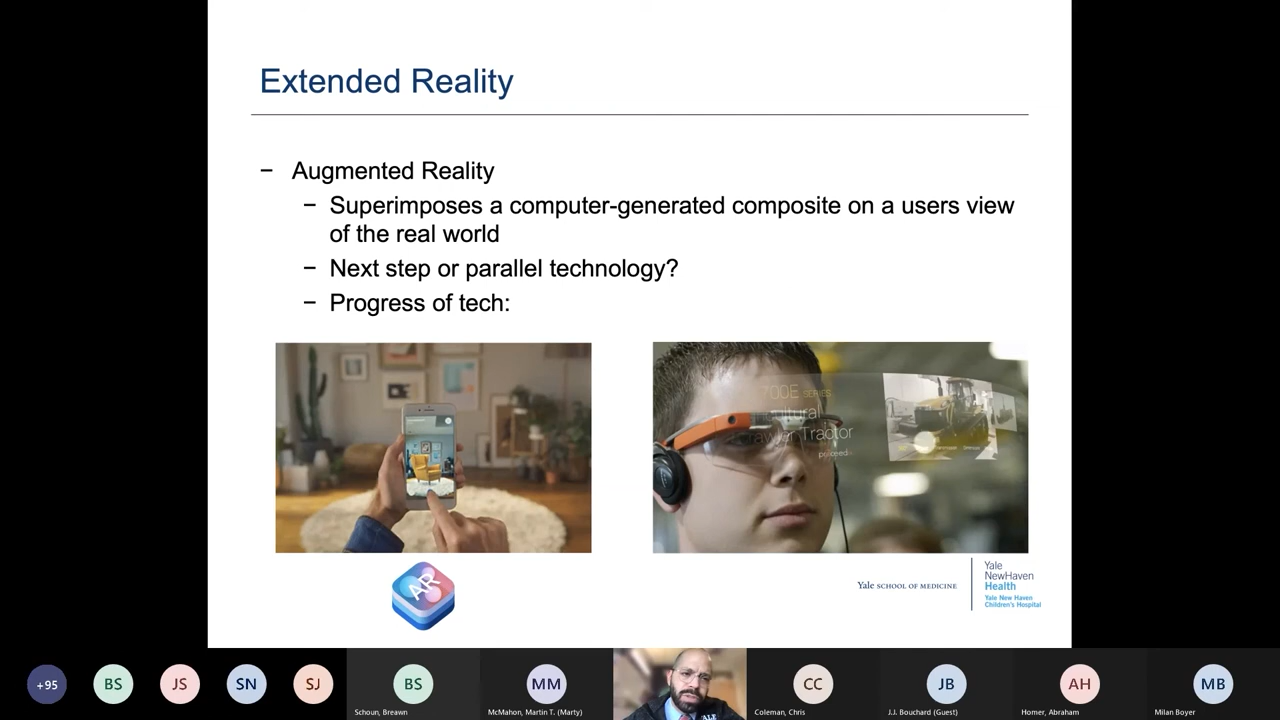 Extended Reality
− Augmented Reality
− Superimposes a computer-generated composite on a users view
of the real world
− Next step or parallel technology?
− Progress of tech:
700E SERIES
Tractor
AR
Yale SCHOOL OF MEDICINE
Yale
NewHaven
Health
Yale New Haven
Children's Hospital
+95
BS
JS
SN
SJ
BS
Schoun, Breawn
MM
McMahon, Martin T. (Marty)
CC
Coleman, Chris
JB
J.J. Bouchard (Guest)
AH
Homer, Abraham
MB
Milan Boyer